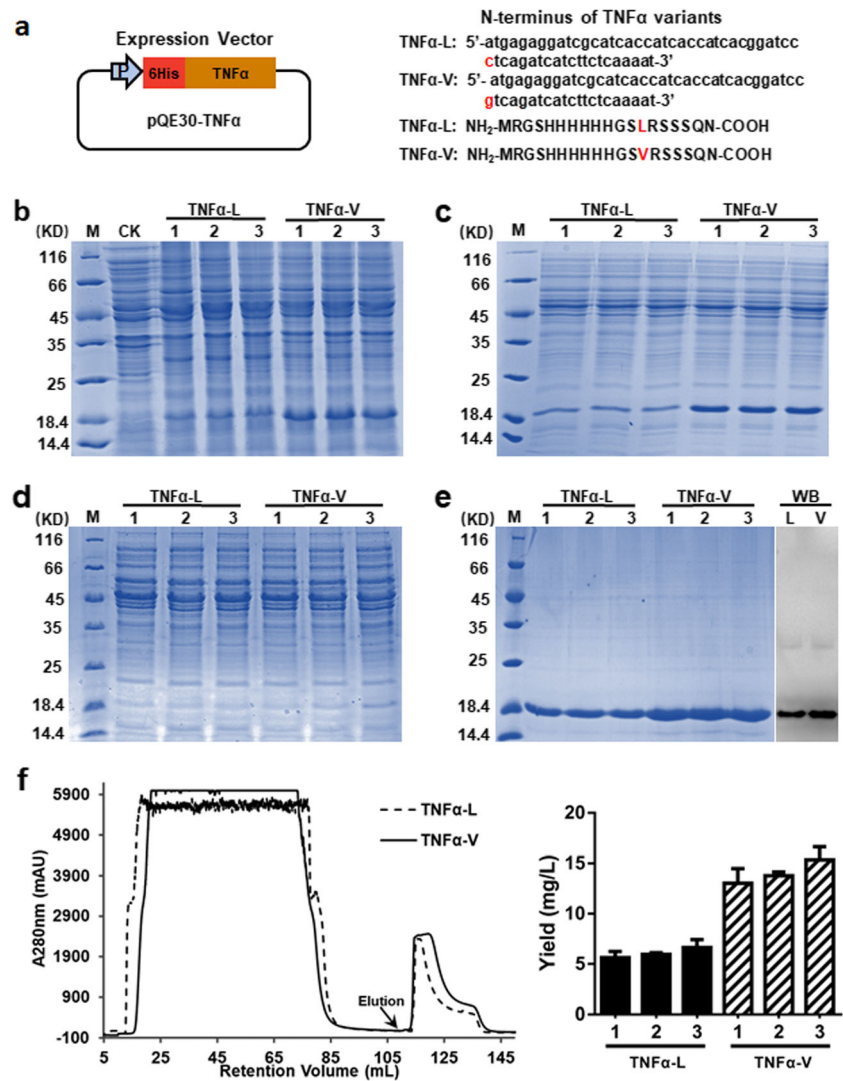 a
Expression Vector
P
6His
TNFα
pQE30-TNFα
N-terminus of TNFα variants
TNFα-L: 5’-atgagaggatcgcatcaccatcaccatcacggatcc
ctcagatcatcttctcaaaat-3’
TNFα-V: 5’- atgagaggatcgcatcaccatcaccatcacggatcc
gtcagatcatcttctcaaaat-3’
TNFα-L: NH2-MRGSHHHHHHGSLRSSSQN-COOH
TNFα-V: NH2-MRGSHHHHHHGSVRSSSQN-COOH
b
TNFα-L TNFα-V
(KD) M CK 1 2 3 1 2 3
116
66
45
35
25
18.4
14.4
c
TNFα-L TNFα-V
(KD) M 1 2 3 1 2 3
116
66
45
35
25
18.4
14.4
d
TNFα-L TNFα-V
(KD) M 1 2 3 1 2 3
116
66
45
35
25
18.4
14.4
e
TNFα-L TNFα-V WB
(KD) M 1 2 3 1 2 3 L V
116
66
45
35
25
18.4
14.4
f
A280nm (mAU)
5900
4900
3900
2900
1900
900
-100
5 25 45 65 85 105 125 145
Retention Volume (mL)
TNFα-L
TNFα-V
Elution
Yield (mg/L)
20
15
10
5
0
1 2 3 1 2 3
TNFα-L TNFα-V